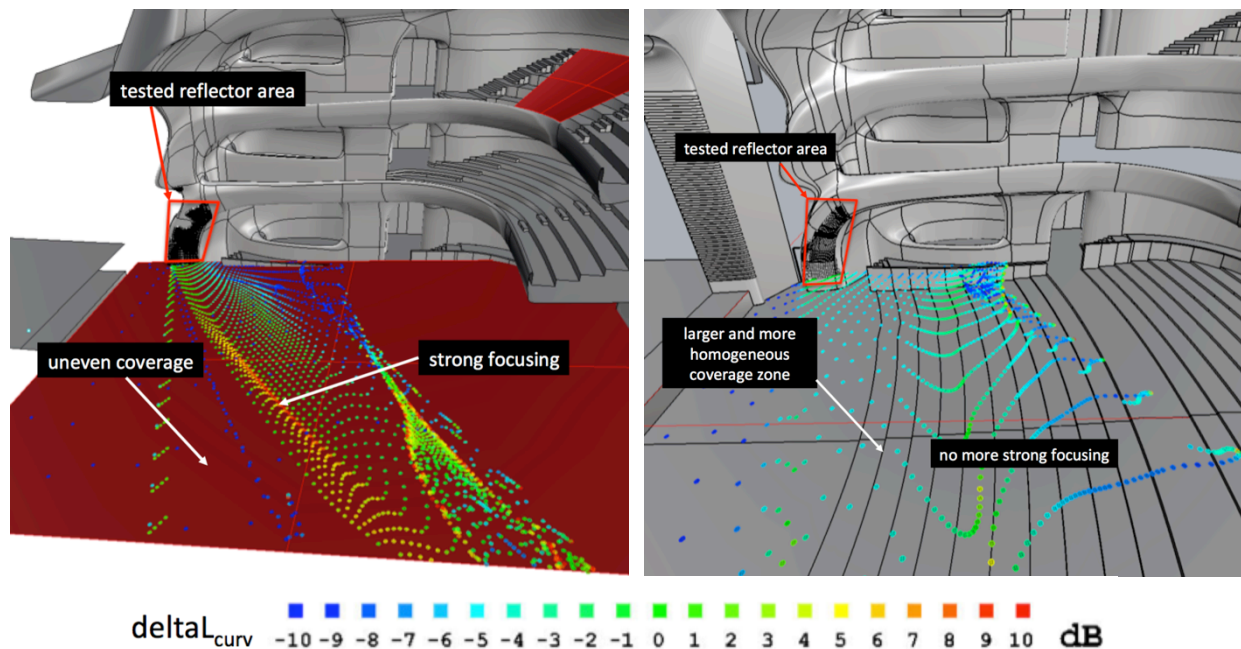 tested reflector area
uneven coverage
strong focusing
tested reflector area
larger and more
homogeneous
coverage zone
no more strong focusing
deltaLcurv
-10 -9 -8 -7 -6 -5 -4 -3 -2 -1 0 1 2 3 4 5 6 7 8 9 10 dB